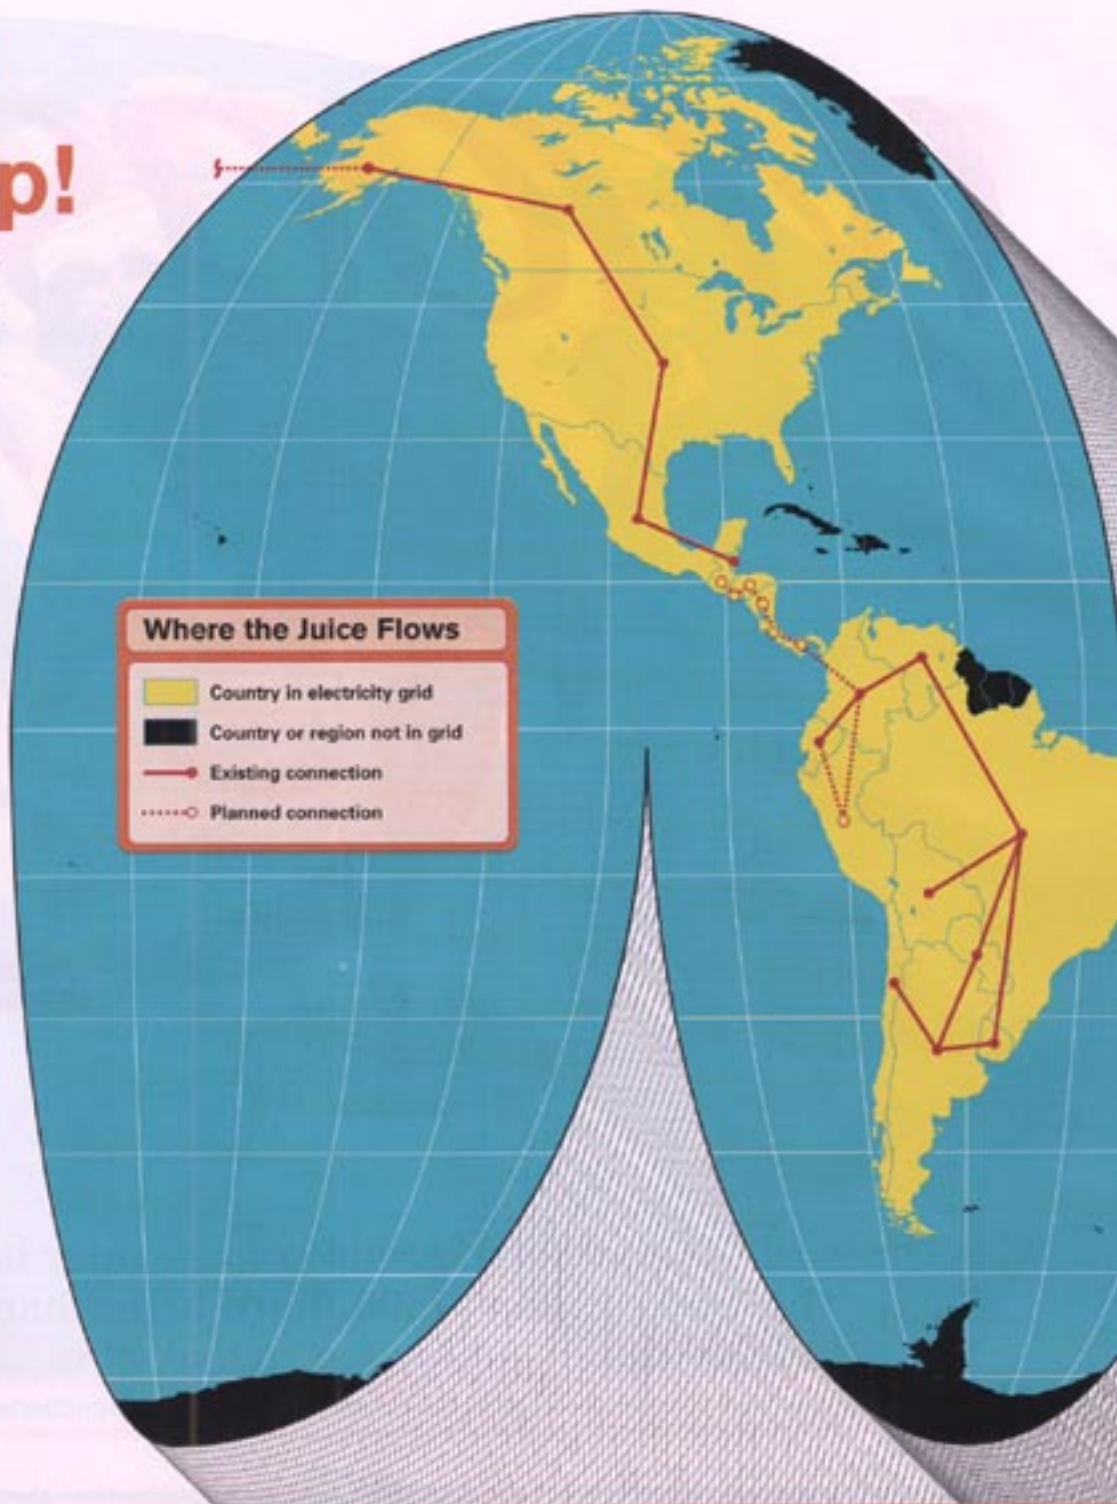 p!
Where the Juice Flows
Country in electricity grid
Country or region not in grid
Existing connection
Planned connection